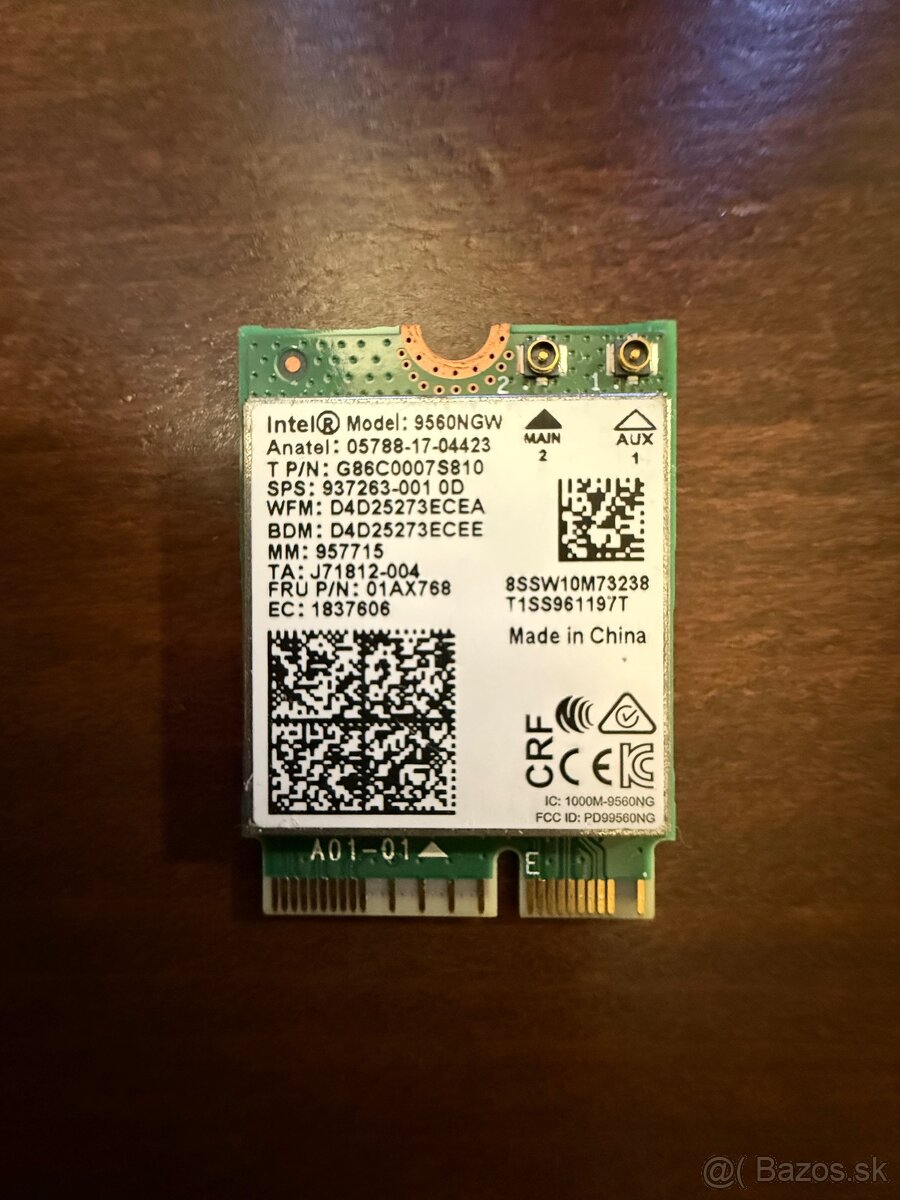 2 1
Intel® Model: 9560NGW
Anatel: 05788-17-04423
T P/N: G86C0007S810
SPS: 937263-001 0D
WFM: D4D25273ECEA
BDM: D4D25273ECEE
MM: 957715
TA: J71812-004
FRU P/N: 01AX768
EC: 1837606
MAIN
2
AUX
1
8SSW10M73238
T1SS961197T
Made in China
CRF
CE
IC: 1000M-9560NG
FCC ID: PD99560NG
A01-01
E
@( Bazos.sk